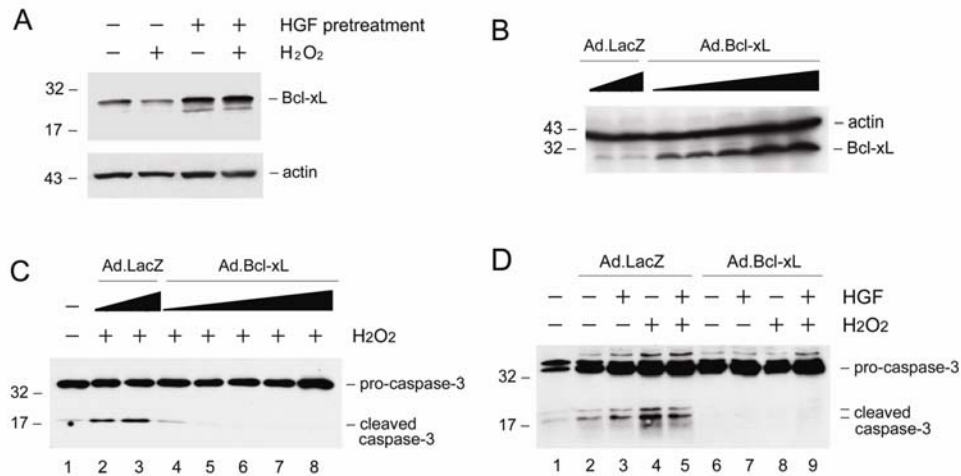 A
− − + + HGF pretreatment
− + − + H₂O₂
32 –
– Bcl-xL
17 –
43 –
– actin
B
Ad.LacZ Ad.Bcl-xL
43 –
– actin
32 –
– Bcl-xL
C
Ad.LacZ Ad.Bcl-xL
−
− + + + + + + + H₂O₂
32 –
– pro-caspase-3
17 –
– cleaved
caspase-3
1 2 3 4 5 6 7 8
D
Ad.LacZ Ad.Bcl-xL
− − + − + − + − + HGF
− − − + + − − + + H₂O₂
32 –
– pro-caspase-3
17 –
= cleaved
caspase-3
1 2 3 4 5 6 7 8 9